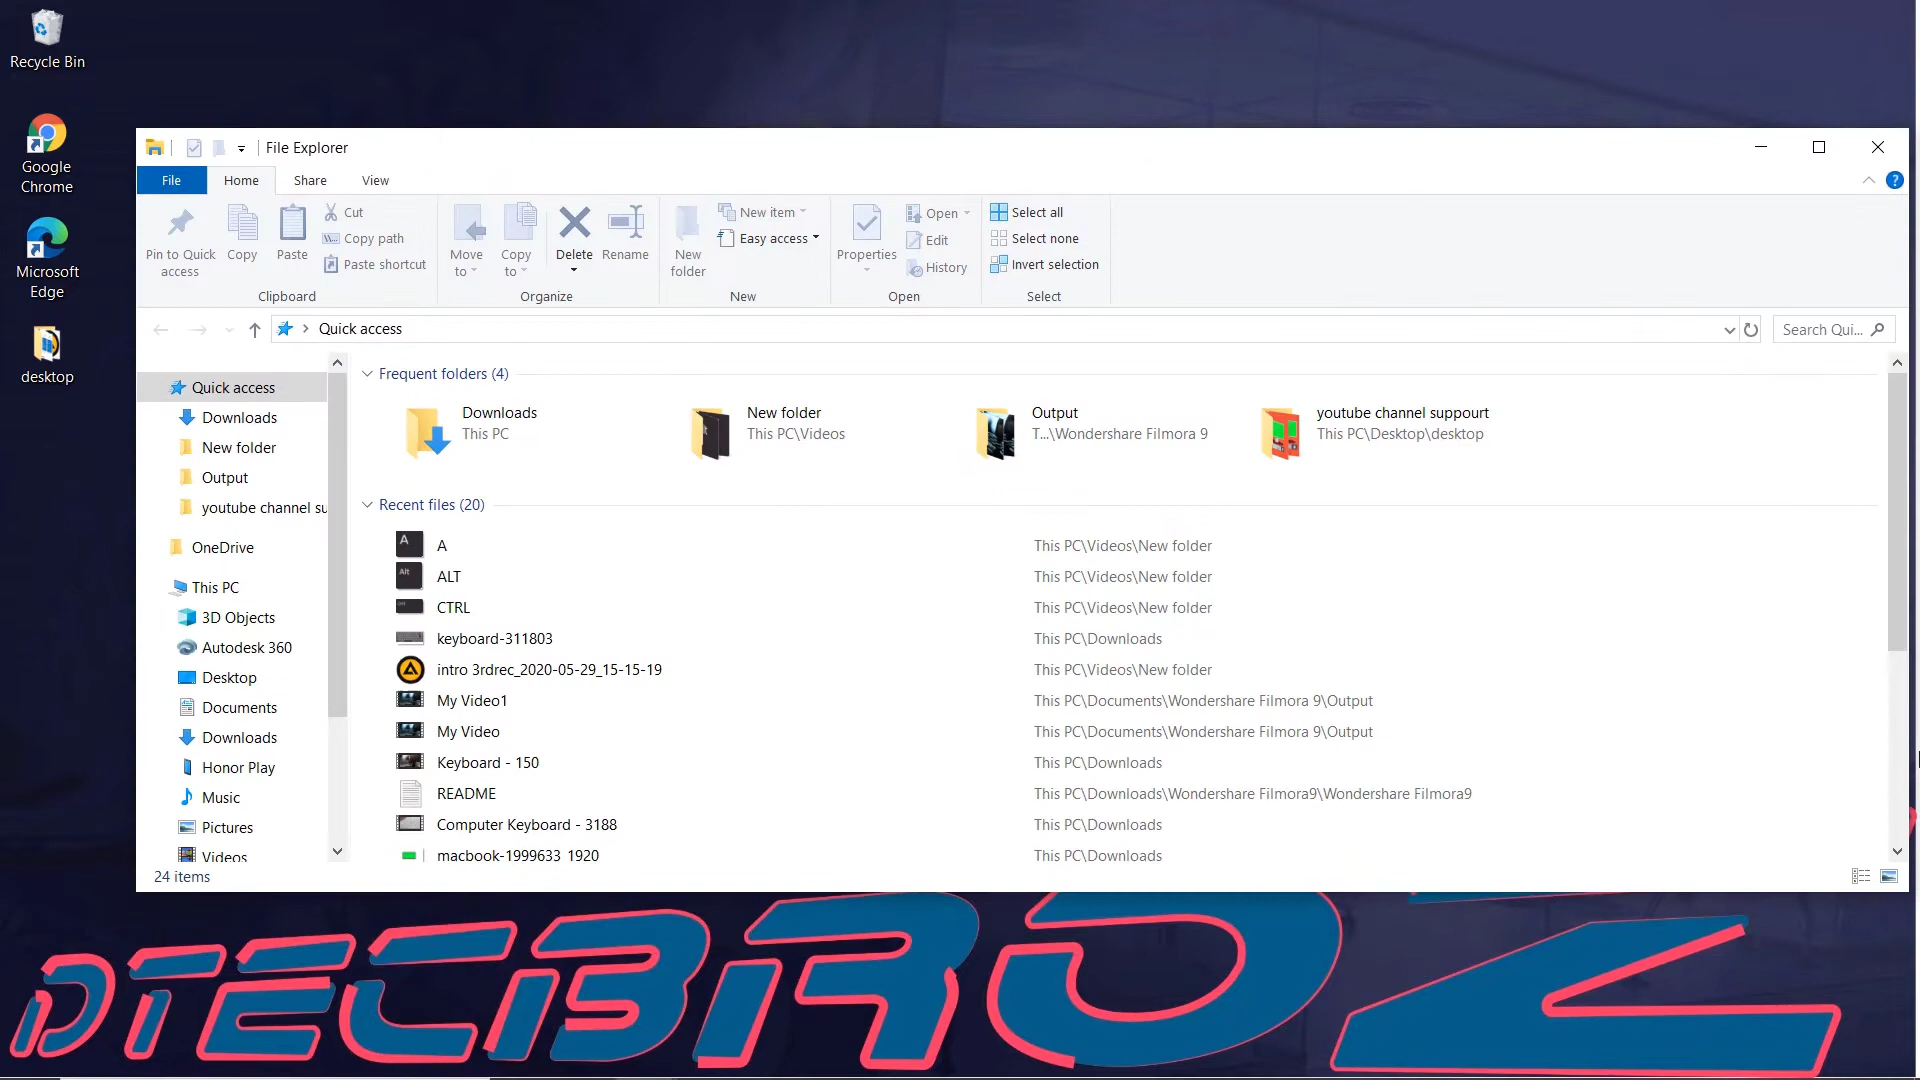 Recycle Bin
Google
Chrome
Microsoft
Edge
desktop
File Explorer
File
Home
Share
View
Pin to Quick
access
Copy
Paste
Cut
Copy path
Paste shortcut
Clipboard
Move
to
Copy
to
Delete
Rename
Organize
New
folder
New item
Easy access
New
Properties
Open
Edit
History
Open
Select all
Select none
Invert selection
Select
Quick access
Search Qui...
Quick access
Downloads
New folder
Output
youtube channel su
OneDrive
This PC
3D Objects
Autodesk 360
Desktop
Documents
Downloads
Honor Play
Music
Pictures
Videos
Frequent folders (4)
Downloads
This PC
New folder
This PC\Videos
Output
T...\Wondershare Filmora 9
youtube channel suppourt
This PC\Desktop\desktop
Recent files (20)
A This PC\Videos\New folder
ALT This PC\Videos\New folder
CTRL This PC\Videos\New folder
keyboard-311803 This PC\Downloads
intro 3rdrec_2020-05-29_15-15-19 This PC\Videos\New folder
My Video1 This PC\Documents\Wondershare Filmora 9\Output
My Video This PC\Documents\Wondershare Filmora 9\Output
Keyboard - 150 This PC\Downloads
README This PC\Downloads\Wondershare Filmora9\Wondershare Filmora9
Computer Keyboard - 3188 This PC\Downloads
macbook-1999633 1920 This PC\Downloads
24 items
DTECBROZ